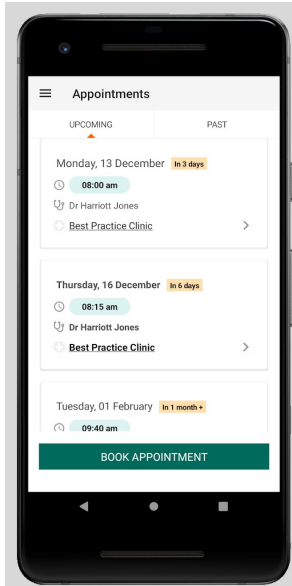 Appointments
UPCOMING PAST
Monday, 13 December In 3 days
08:00 am
Dr Harriott Jones
Best Practice Clinic
Thursday, 16 December In 6 days
08:15 am
Dr Harriott Jones
Best Practice Clinic
Tuesday, 01 February In 1 month +
09:40 am
BOOK APPOINTMENT